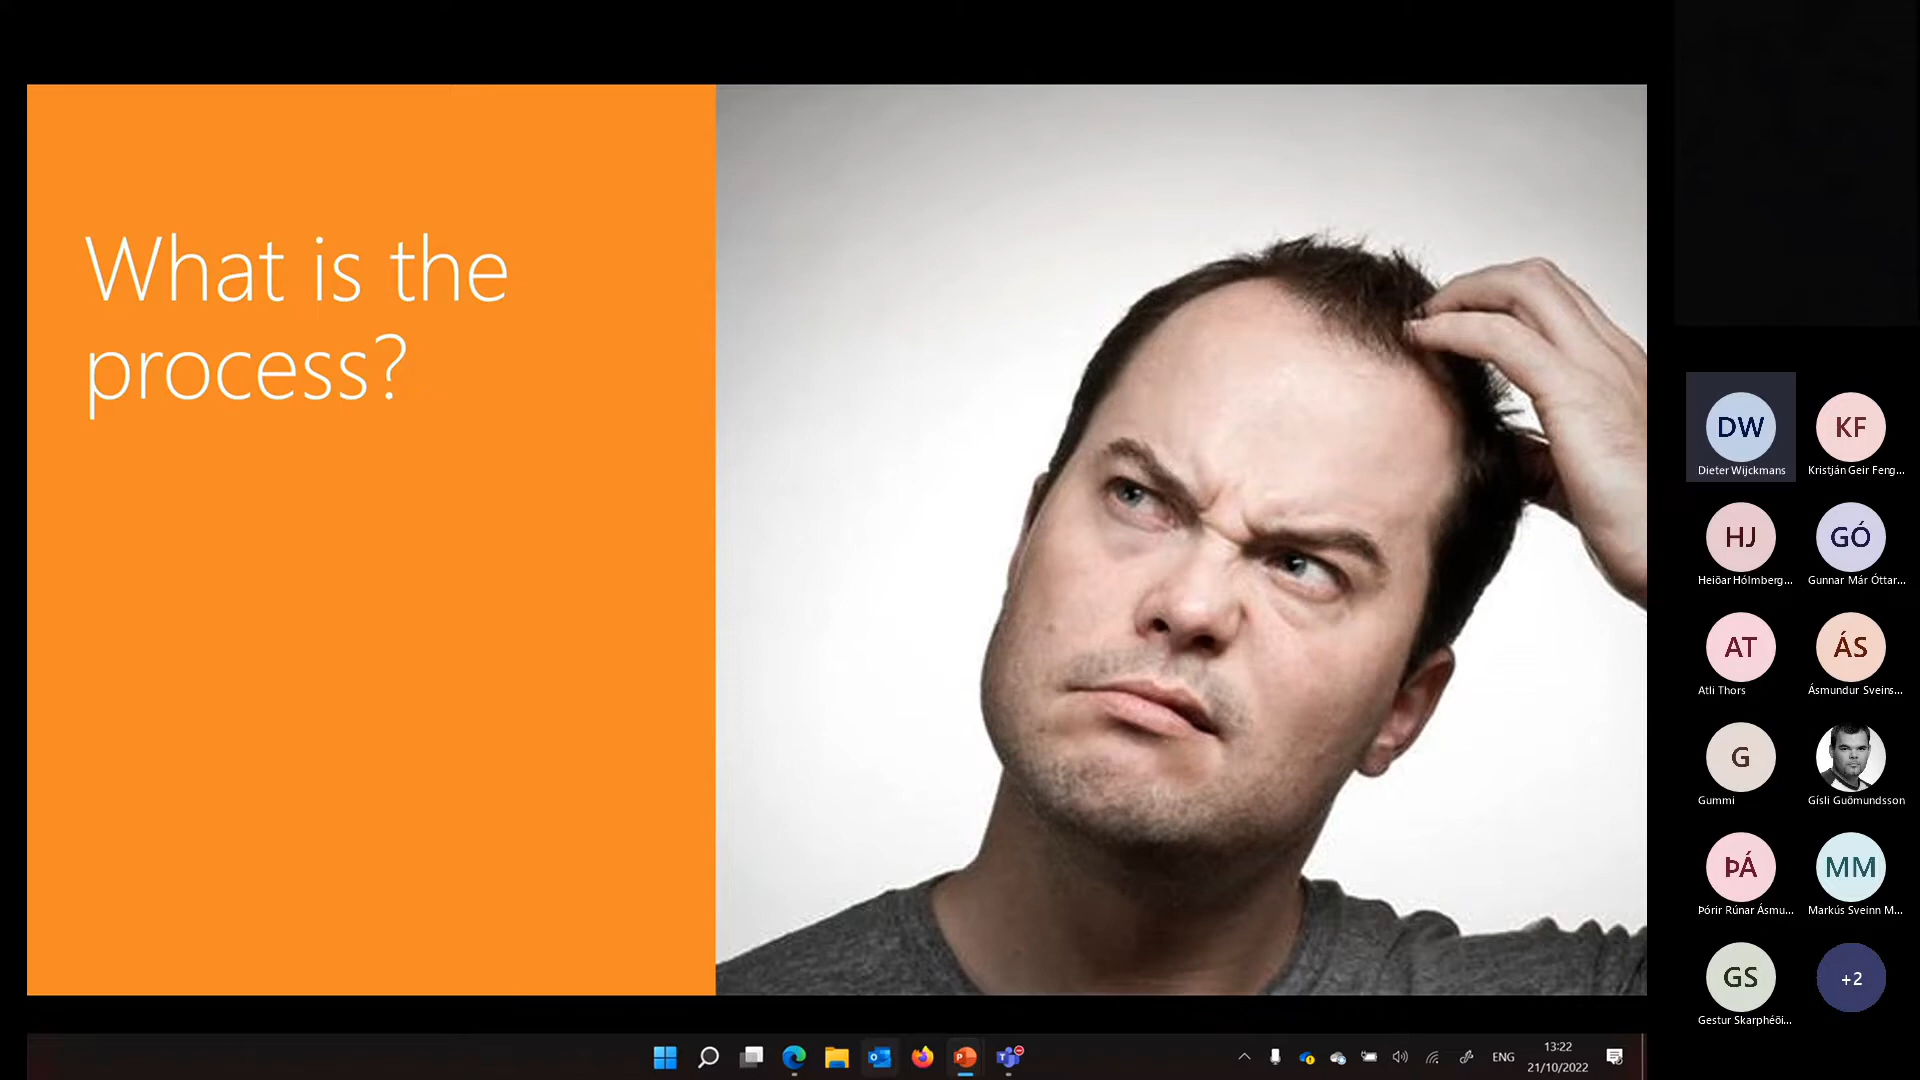 What is the
process?
DW
Dieter Wijckmans
KF
Kristján Geir Feng...
HJ
Heiðar Hólmberg...
GÓ
Gunnar Már Óttar...
AT
Atli Thors
ÁS
Ásmundur Sveins...
G
Gummi
Gísli Guðmundsson
ÞÁ
Þórir Rúnar Ásmu...
MM
Markús Sveinn M...
GS
Gestur Skarphéði...
+2
ENG
13:22
21/10/2022